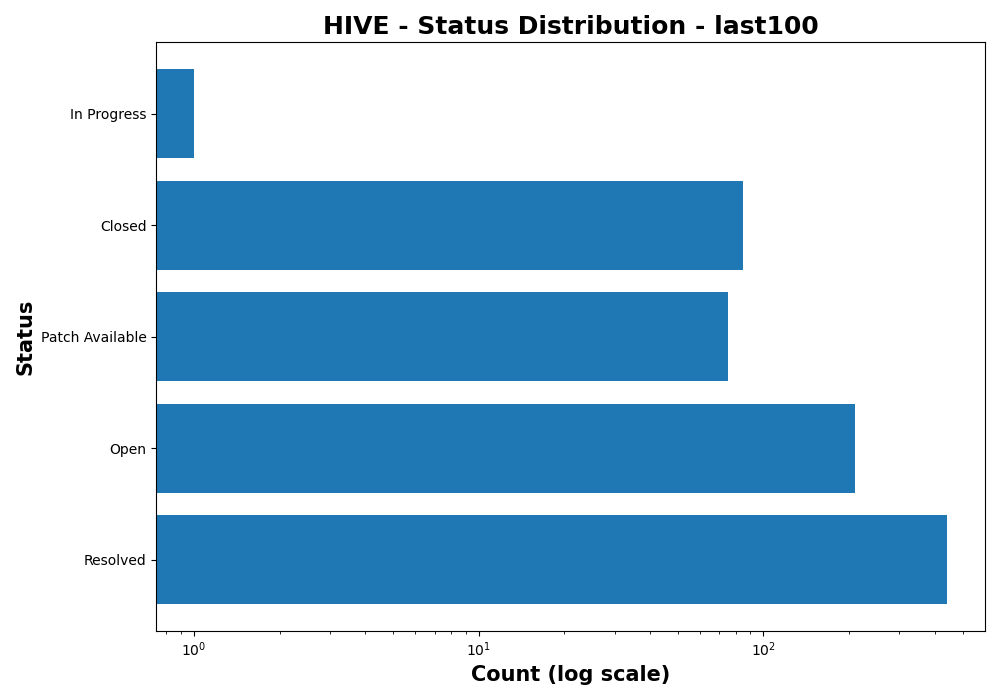 HIVE - Status Distribution - last100
Status
In Progress
Closed
Patch Available
Open
Resolved
10⁰
10¹
10²
Count (log scale)